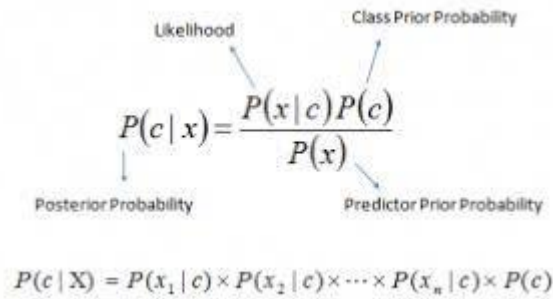 Likelihood
Class Prior Probability
P(c | x) = P(x | c)P(c) / P(x)
Posterior Probability
Predictor Prior Probability
P(c | X) = P(x₁ | c) × P(x₂ | c) × ··· × P(xₙ | c) × P(c)